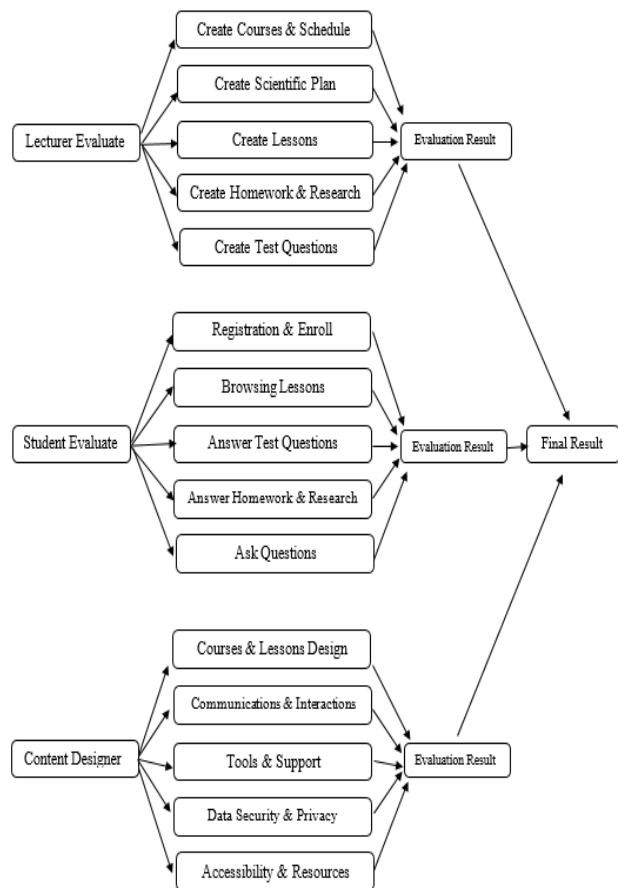 Create Courses & Schedule
Create Scientific Plan
Lecturer Evaluate
Create Lessons
Evaluation Result
Create Homework & Research
Create Test Questions
Registration & Enroll
Browsing Lessons
Student Evaluate
Answer Test Questions
Evaluation Result
Final Result
Answer Homework & Research
Ask Questions
Courses & Lessons Design
Communications & Interactions
Content Designer
Tools & Support
Evaluation Result
Data Security & Privacy
Accessibility & Resources